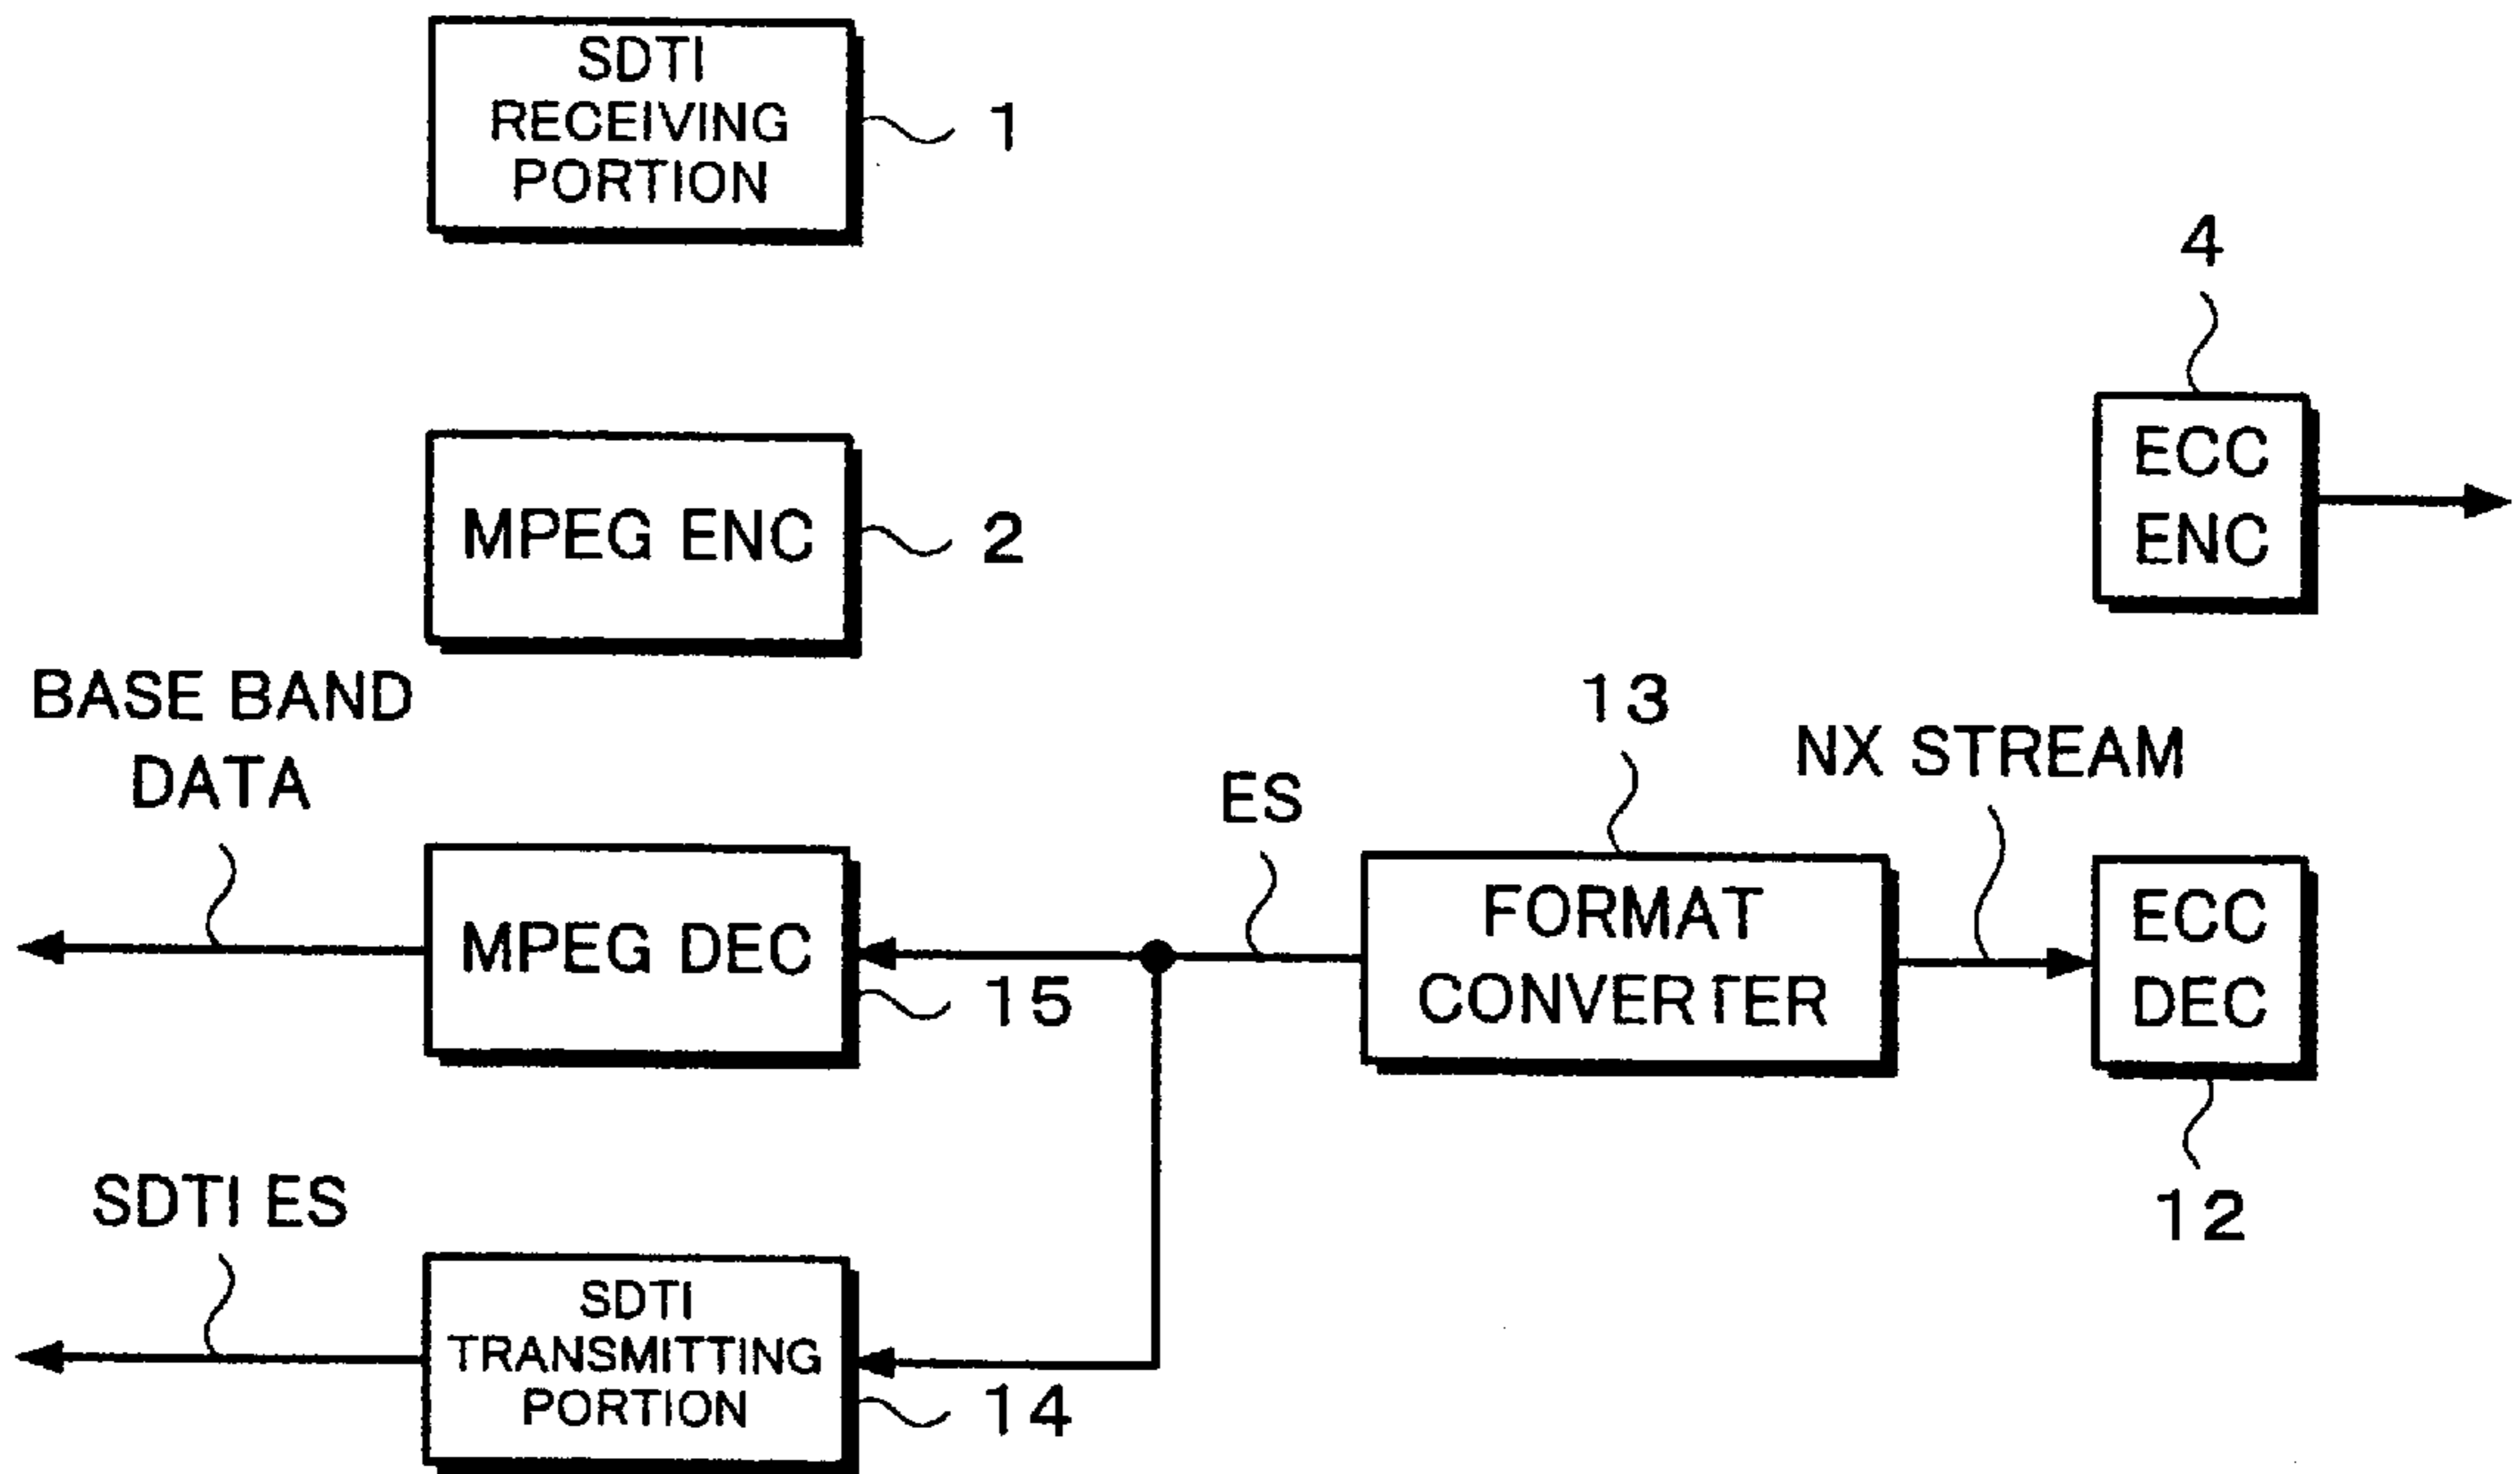 SDTI
RECEIVING
PORTION
1
4
MPEG ENC
2
ECC
ENC
BASE BAND
DATA
13
NX STREAM
ES
MPEG DEC
15
FORMAT
CONVERTER
ECC
DEC
12
SDTI ES
SDTI
TRANSMITTING
PORTION
14